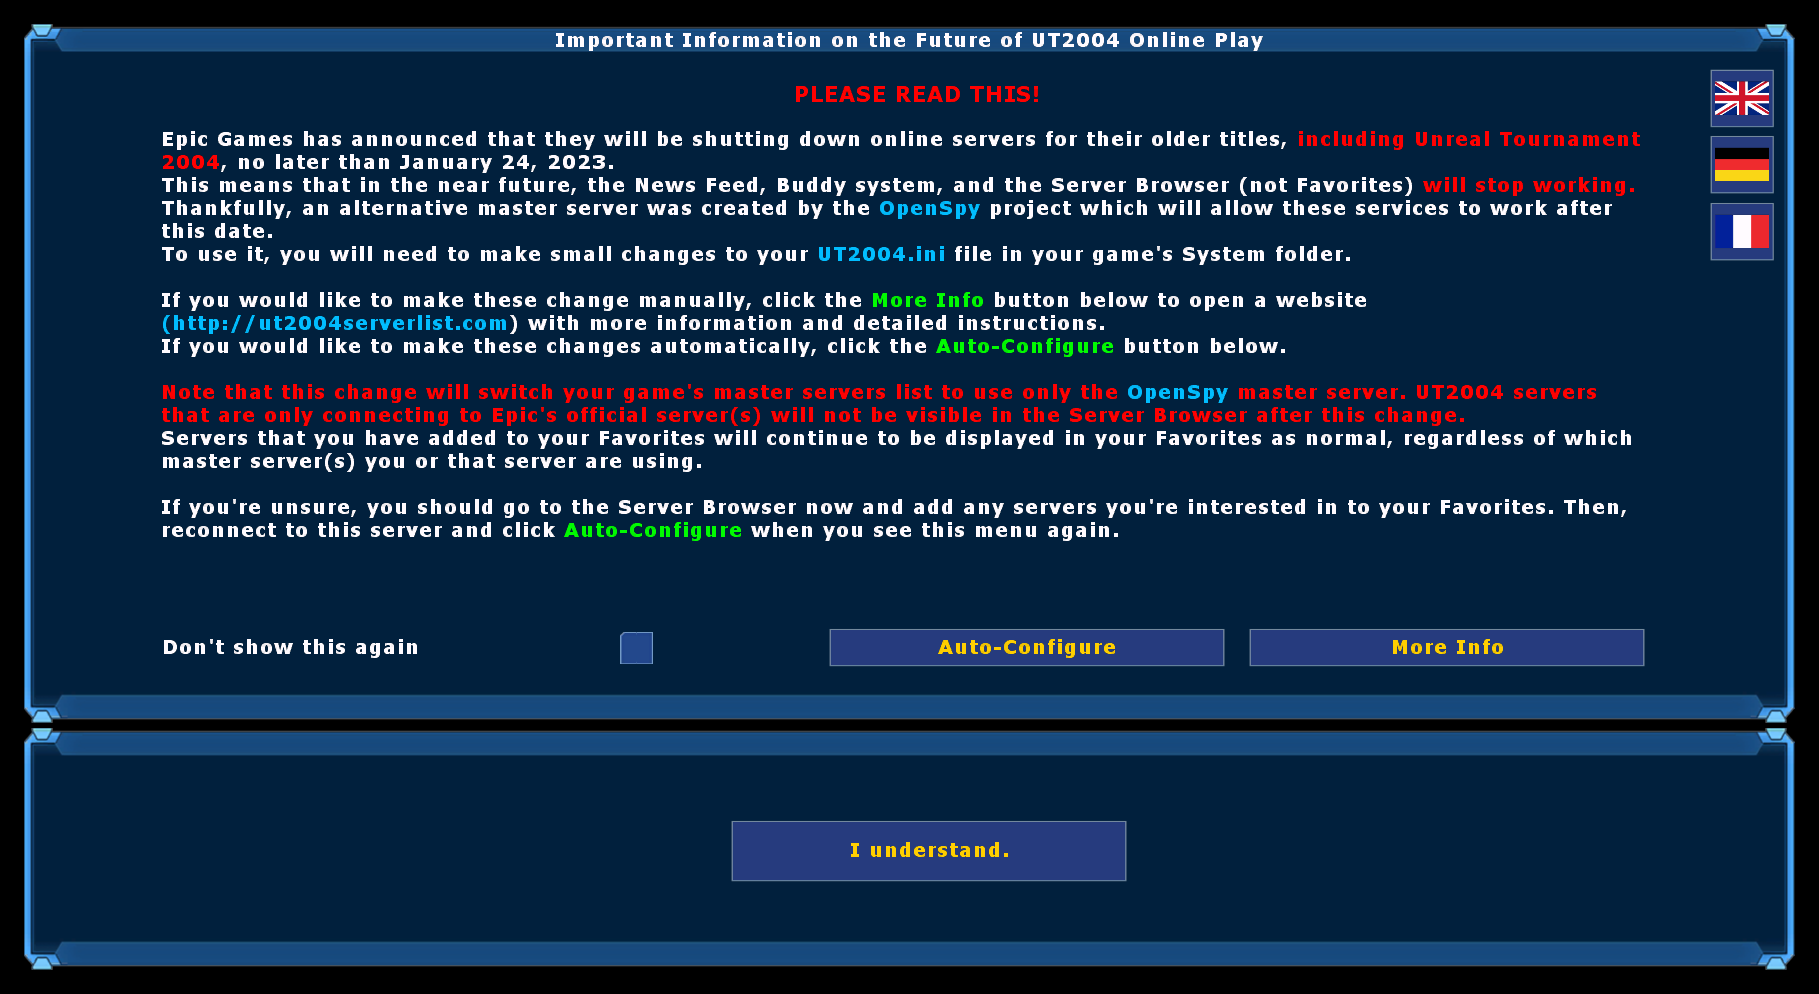 Important Information on the Future of UT2004 Online Play
PLEASE READ THIS!
Epic Games has announced that they will be shutting down online servers for their older titles, including Unreal Tournament
2004, no later than January 24, 2023.
This means that in the near future, the News Feed, Buddy system, and the Server Browser (not Favorites) will stop working.
Thankfully, an alternative master server was created by the OpenSpy project which will allow these services to work after
this date.
To use it, you will need to make small changes to your UT2004.ini file in your game's System folder.
If you would like to make these change manually, click the More Info button below to open a website
(http://ut2004serverlist.com) with more information and detailed instructions.
If you would like to make these changes automatically, click the Auto-Configure button below.
Note that this change will switch your game's master servers list to use only the OpenSpy master server. UT2004 servers
that are only connecting to Epic's official server(s) will not be visible in the Server Browser after this change.
Servers that you have added to your Favorites will continue to be displayed in your Favorites as normal, regardless of which
master server(s) you or that server are using.
If you're unsure, you should go to the Server Browser now and add any servers you're interested in to your Favorites. Then,
reconnect to this server and click Auto-Configure when you see this menu again.
Don't show this again
Auto-Configure
More Info
I understand.